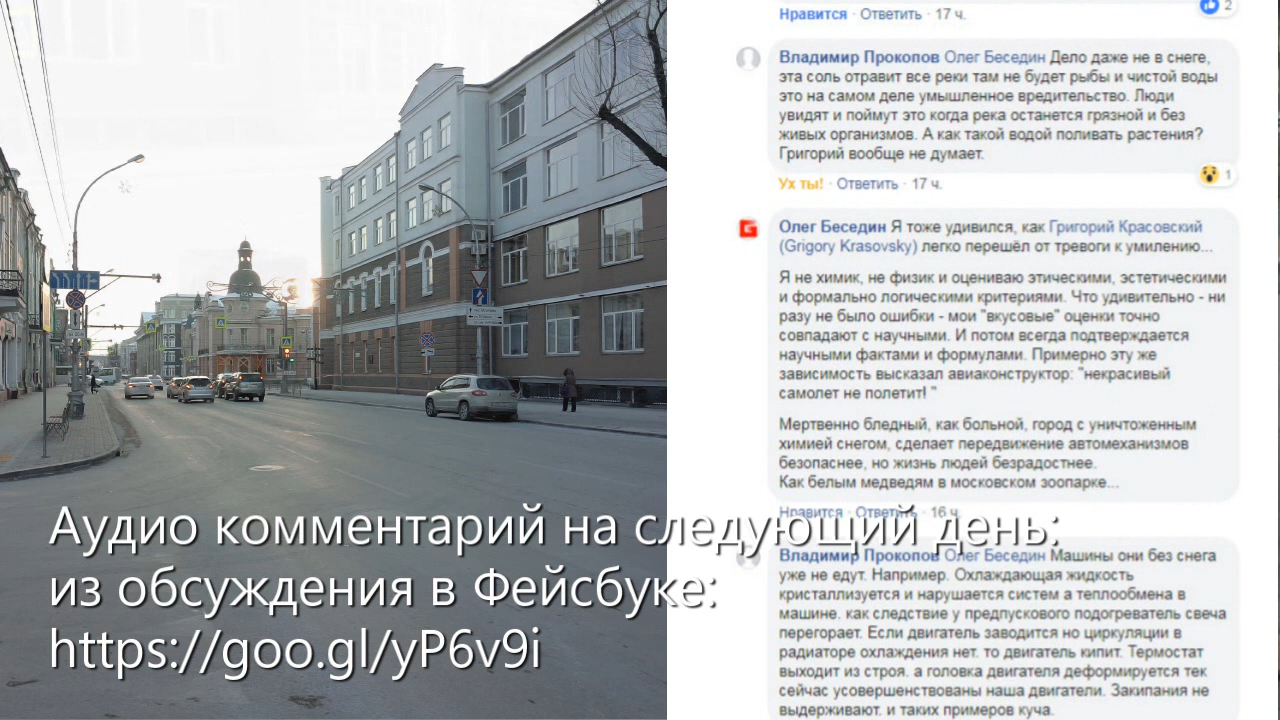 Нравится · Ответить · 17 ч.
2
Владимир Прокопов Олег Беседин Дело даже не в снеге,
эта соль отравит все реки там не будет рыбы и чистой воды
это на самом деле умышленное вредительство. Люди
увидят и поймут это когда река останется грязной и без
живых организмов. А как такой водой поливать растения?
Григорий вообще не думает.
Ух ты! · Ответить · 17 ч.
1
Олег Беседин Я тоже удивился, как Григорий Красовский
(Grigory Krasovsky) легко перешёл от тревоги к умилению...
Я не химик, не физик и оцениваю этическими, эстетическими
и формально логическими критериями. Что удивительно - ни
разу не было ошибки - мои "вкусовые" оценки точно
совпадают с научными. И потом всегда подтверждается
научными фактами и формулами. Примерно эту же
зависимость высказал авиаконструктор: "некрасивый
самолет не полетит! "
Мертвенно бледный, как больной, город с уничтоженным
химией снегом, сделает передвижение автомеханизмов
безопаснее, но жизнь людей безрадостнее.
Как белым медведям в московском зоопарке...
Нравится · Ответить · 16 ч.
Аудио комментарий на следующий день:
из обсуждения в Фейсбуке:
https://goo.gl/yP6v9i
Владимир Прокопов Олег Беседин Машины они без снега
уже не едут. Например. Охлаждающая жидкость
кристаллизуется и нарушается систем а теплообмена в
машине. как следствие у предпускового подогреватель свеча
перегорает. Если двигатель заводится но циркуляции в
радиаторе охлаждения нет. то двигатель кипит. Термостат
выходит из строя. а головка двигателя деформируется тек
сейчас усовершенствованы наша двигатели. Закипания не
выдерживают. и таких примеров куча.